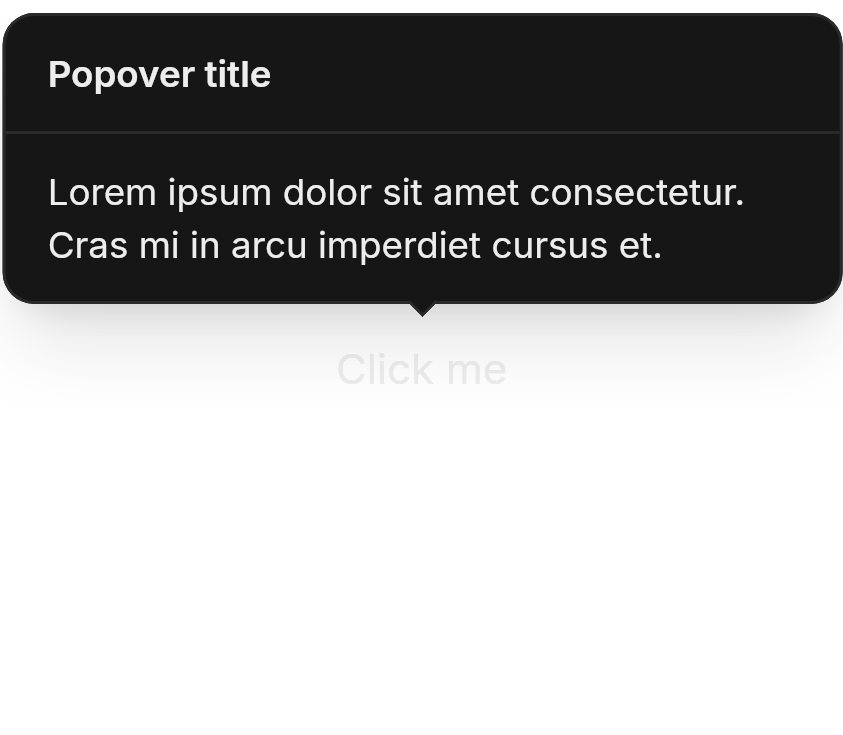 Popover title
Lorem ipsum dolor sit amet consectetur.
Cras mi in arcu imperdiet cursus et.
Click me